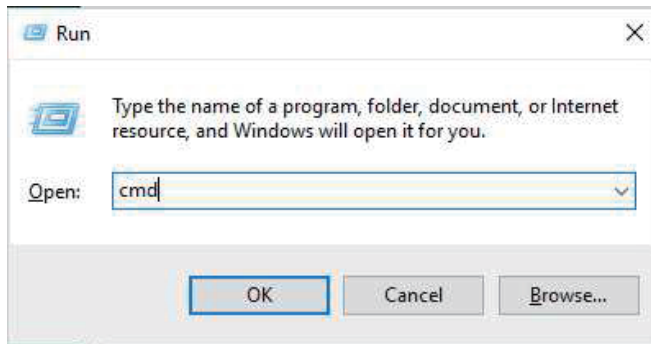 Run
Type the name of a program, folder, document, or Internet
resource, and Windows will open it for you.
Open: cmd
OK Cancel Browse...